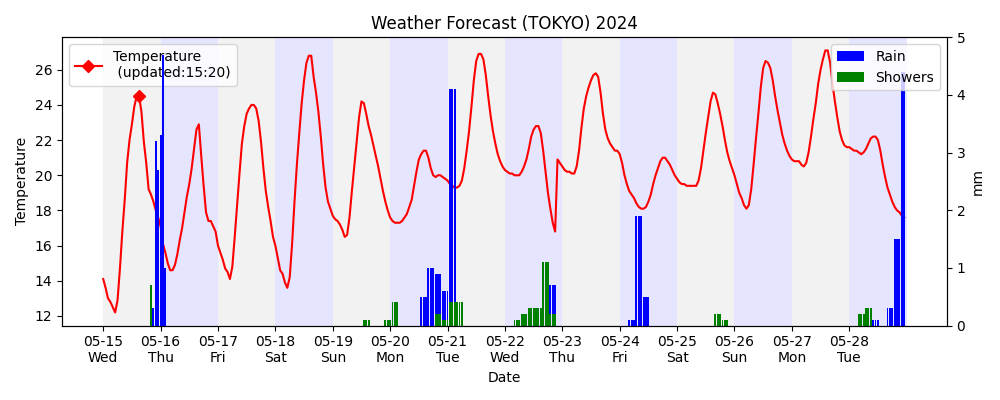 Weather Forecast (TOKYO) 2024
Temperature
(updated:15:20)
Rain
Showers
Temperature
26
24
22
20
18
16
14
12
5
4
3
2
1
0
mm
05-15 05-16 05-17 05-18 05-19 05-20 05-21 05-22 05-23 05-24 05-25 05-26 05-27 05-28
Wed Thu Fri Sat Sun Mon Tue Wed Thu Fri Sat Sun Mon Tue
Date